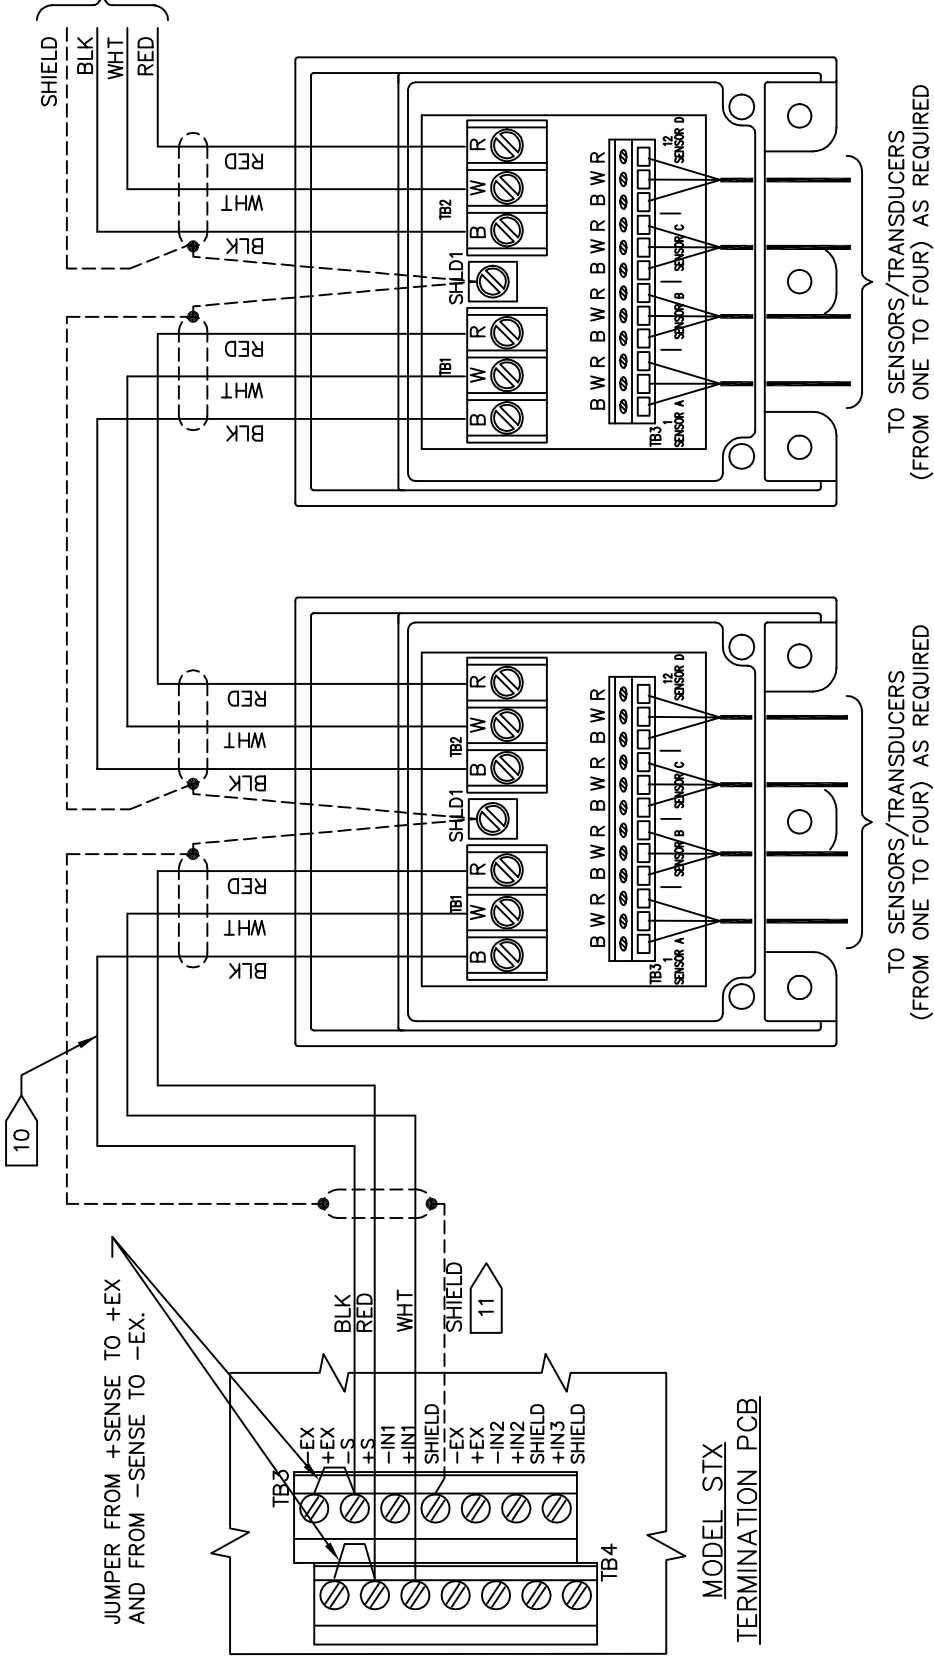 SHIELD
BLK
WHT
RED
RED
WHT
BLK
RED
WHT
BLK
TB2
B W R
SHLD1
TB1
B W R
B W R B W R B W R B W R
TB3
1
12
SENSOR A | SENSOR B | SENSOR C | SENSOR D
TO SENSORS/TRANSDUCERS
(FROM ONE TO FOUR) AS REQUIRED
RED
WHT
BLK
RED
WHT
BLK
TB2
B W R
SHLD1
TB1
B W R
B W R B W R B W R B W R
TB3
1
12
SENSOR A | SENSOR B | SENSOR C | SENSOR D
TO SENSORS/TRANSDUCERS
(FROM ONE TO FOUR) AS REQUIRED
10
JUMPER FROM +SENSE TO +EX
AND FROM -SENSE TO -EX.
BLK
RED
WHT
SHIELD
11
TB3
-EX
+EX
-S
+S
-IN1
+IN1
SHIELD
-EX
+EX
-IN2
+IN2
SHIELD
+IN3
SHIELD
TB4
MODEL STX
TERMINATION PCB